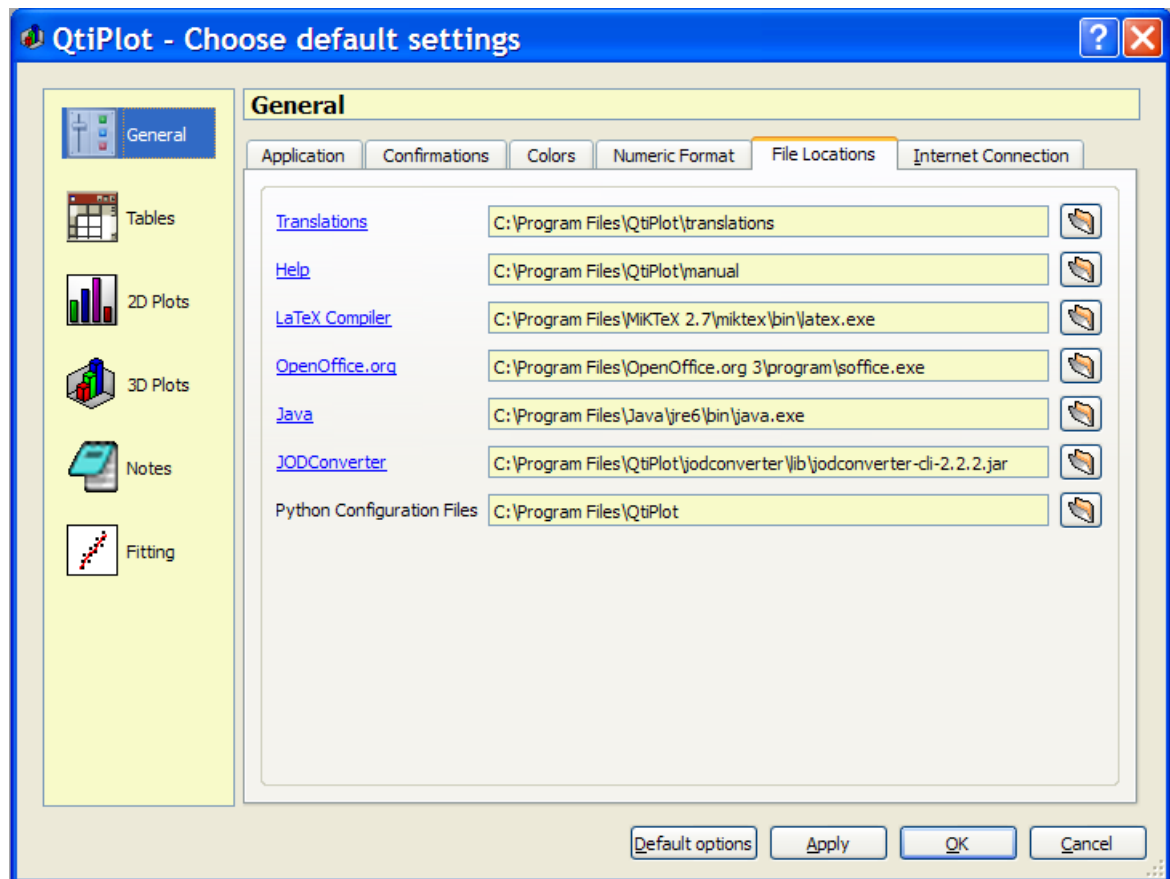 QtiPlot - Choose default settings
General
Tables
2D Plots
3D Plots
Notes
Fitting
General
Application Confirmations Colors Numeric Format File Locations Internet Connection
Translations C:\Program Files\QtiPlot\translations
Help C:\Program Files\QtiPlot\manual
LaTeX Compiler C:\Program Files\MiKTeX 2.7\miktex\bin\latex.exe
OpenOffice.org C:\Program Files\OpenOffice.org 3\program\soffice.exe
Java C:\Program Files\Java\jre6\bin\java.exe
JODConverter C:\Program Files\QtiPlot\jodconverter\lib\jodconverter-cli-2.2.2.jar
Python Configuration Files C:\Program Files\QtiPlot
Default options Apply OK Cancel